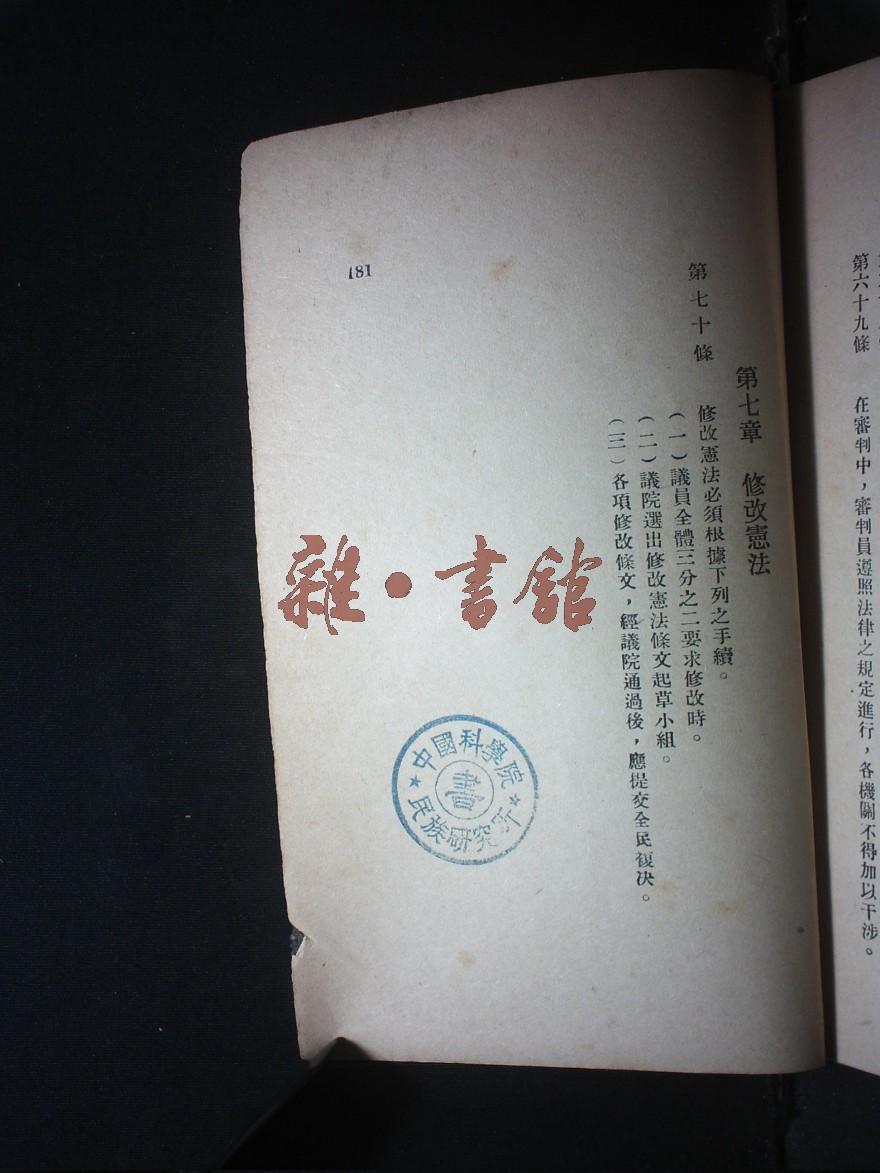 第六十九條　在審判中，審判員遵照法律之規定進行，各機關不得加以干涉。
第七章　修改憲法
第七十條　修改憲法必須根據下列之手續。
（一）議員全體三分之二要求修改時。
（二）議院選出修改憲法條文起草小組。
（三）各項修改條文，經議院通過後，應提交全民復决。
181
雜·書館
中國科學院
書
民族研究所